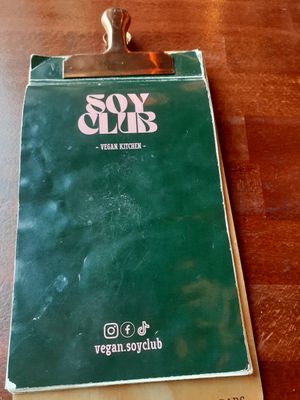 SOY
CLUB
- VEGAN KITCHEN -
vegan.soyclub